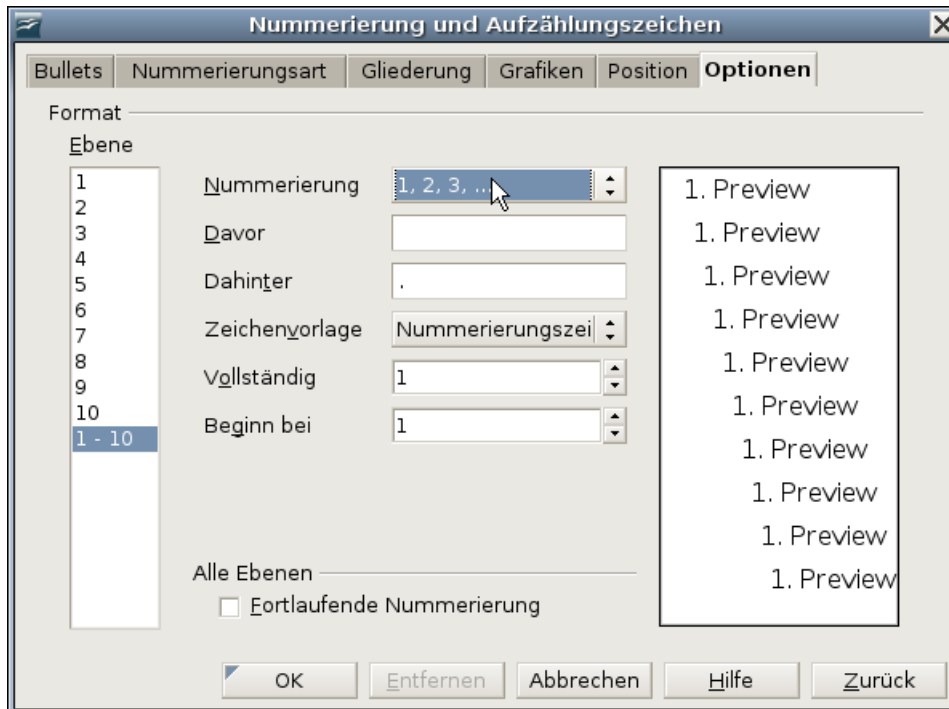 Nummerierung und Aufzählungszeichen
Bullets Nummerierungsart Gliederung Grafiken Position Optionen
Format
Ebene
1
2
3
4
5
6
7
8
9
10
1 - 10
Nummerierung 1, 2, 3, ...
Davor
Dahinter .
Zeichenvorlage Nummerierungszei
Vollständig 1
Beginn bei 1
1. Preview
1. Preview
1. Preview
1. Preview
1. Preview
1. Preview
1. Preview
1. Preview
1. Preview
1. Preview
Alle Ebenen
Fortlaufende Nummerierung
OK Entfernen Abbrechen Hilfe Zurück